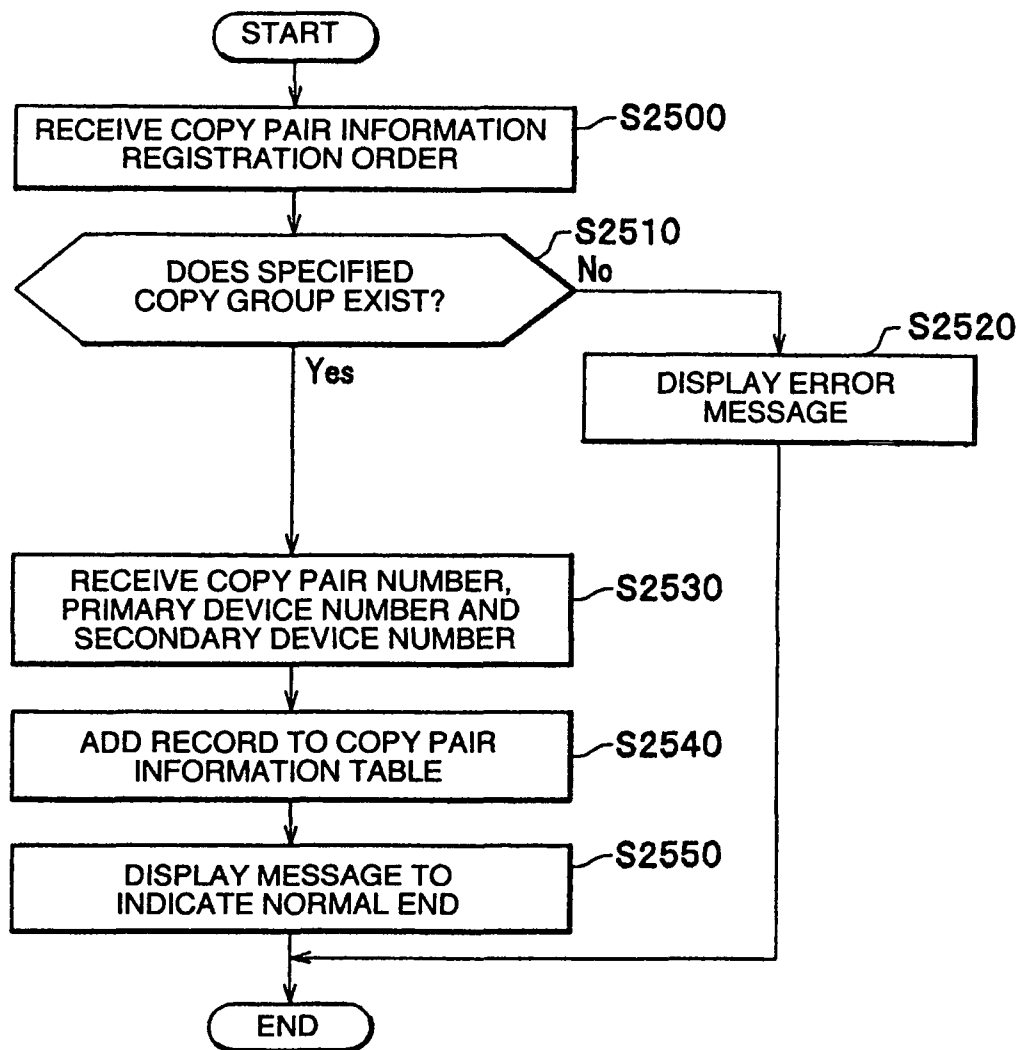 START
RECEIVE COPY PAIR INFORMATION
REGISTRATION ORDER
S2500
DOES SPECIFIED
COPY GROUP EXIST?
S2510
No
Yes
S2520
DISPLAY ERROR
MESSAGE
RECEIVE COPY PAIR NUMBER,
PRIMARY DEVICE NUMBER AND
SECONDARY DEVICE NUMBER
S2530
ADD RECORD TO COPY PAIR
INFORMATION TABLE
S2540
DISPLAY MESSAGE TO
INDICATE NORMAL END
S2550
END